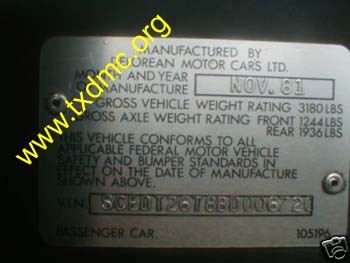 MANUFACTURED BY
DELOREAN MOTOR CARS LTD.
MONTH AND YEAR
OF MANUFACTURE NOV. 81
GROSS VEHICLE WEIGHT RATING 3180 LBS
GROSS AXLE WEIGHT RATING FRONT 1244 LBS
REAR 1936 LBS
THIS VEHICLE CONFORMS TO ALL
APPLICABLE FEDERAL MOTOR VEHICLE
SAFETY AND BUMPER STANDARDS IN
EFFECT ON THE DATE OF MANUFACTURE
SHOWN ABOVE.
V.I.N.
PASSENGER CAR. 105196
www.txdmc.org